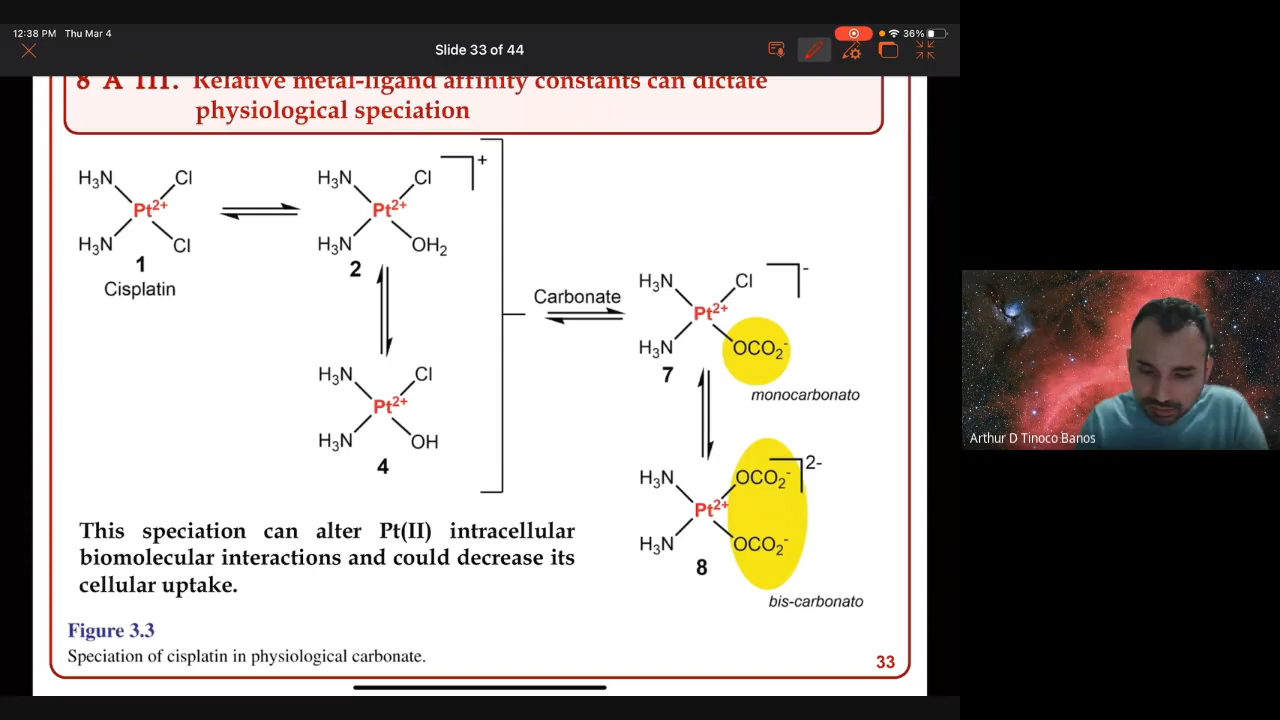 12:38 PM Thu Mar 4
36%
Slide 33 of 44
8 A III. Relative metal-ligand affinity constants can dictate
physiological speciation
H₃N Cl
Pt²⁺
H₃N Cl
1
Cisplatin
H₃N Cl +
Pt²⁺
H₃N OH₂
2
H₃N Cl
Pt²⁺
H₃N OH
4
Carbonate
H₃N Cl -
Pt²⁺
H₃N OCO₂⁻
7
monocarbonato
H₃N OCO₂⁻ 2-
Pt²⁺
H₃N OCO₂⁻
8
bis-carbonato
This speciation can alter Pt(II) intracellular
biomolecular interactions and could decrease its
cellular uptake.
Figure 3.3
Speciation of cisplatin in physiological carbonate.
33
Arthur D Tinoco Banos